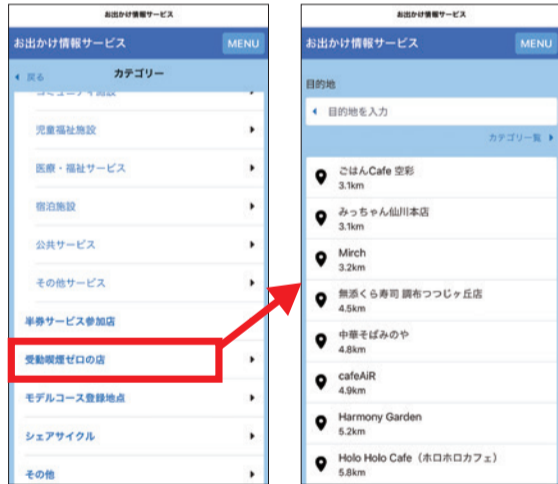 お出かけ情報サービス
お出かけ情報サービス
MENU
戻る
カテゴリー
コミュニティ施設
児童福祉施設
医療・福祉サービス
宿泊施設
公共サービス
その他サービス
半券サービス参加店
受動喫煙ゼロの店
モデルコース登録地点
シェアサイクル
その他
お出かけ情報サービス
お出かけ情報サービス
MENU
目的地
目的地を入力
カテゴリ一覧
ごはんCafe 空彩
3.1km
みっちゃん仙川本店
3.1km
Mirch
3.2km
無添くら寿司 調布つつじヶ丘店
4.5km
中華そばみのや
4.8km
cafeAiR
4.9km
Harmony Garden
5.2km
Holo Holo Cafe（ホロホロカフェ）
5.8km